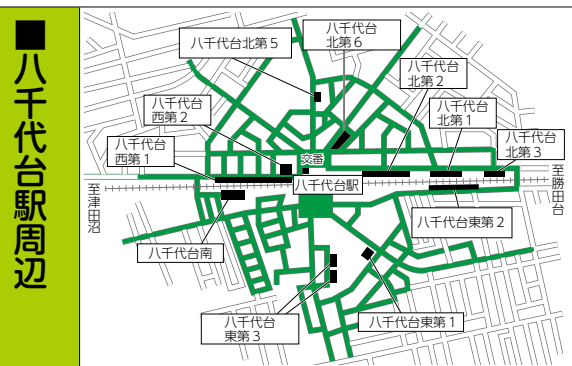 ■八千代台駅周辺
八千代台北第5
八千代台
北第6
八千代台
北第2
八千代台
西第2
八千代台
北第1
八千代台
西第1
交番
八千代台
北第3
八千代台駅
至津田沼
至勝田台
八千代台東第2
八千代台南
八千代台
東第3
八千代台東第1